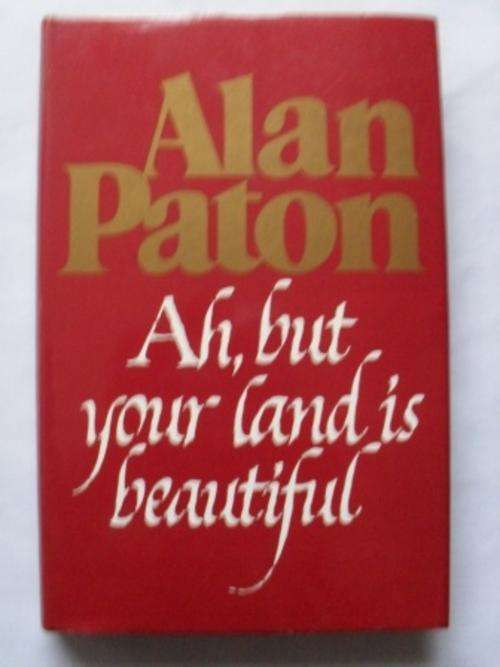 Alan
Paton
Ah, but
your land is
beautiful